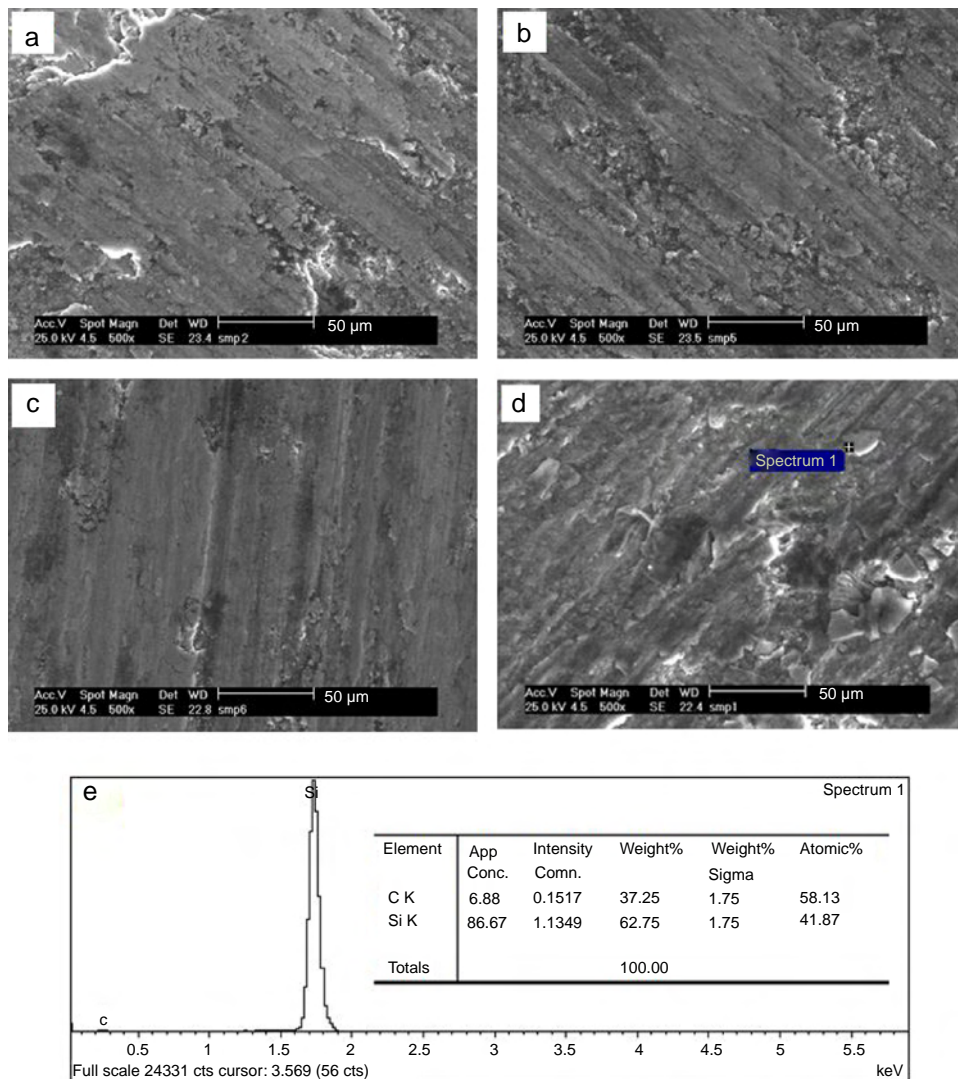 a
Acc.V Spot Magn Det WD 50 µm
25.0 kV 4.5 500x SE 23.4 smp2
b
Acc.V Spot Magn Det WD 50 µm
25.0 kV 4.5 500x SE 23.5 smp5
c
Acc.V Spot Magn Det WD 50 µm
25.0 kV 4.5 500x SE 22.8 smp6
d
Spectrum 1
Acc.V Spot Magn Det WD 50 µm
25.0 kV 4.5 500x SE 22.4 smp1
e
Si
Spectrum 1
Element App Intensity Weight% Weight% Atomic%
Conc. Comn. Sigma
C K 6.88 0.1517 37.25 1.75 58.13
Si K 86.67 1.1349 62.75 1.75 41.87
Totals 100.00
c
0.5 1 1.5 2 2.5 3 3.5 4 4.5 5 5.5
Full scale 24331 cts cursor: 3.569 (56 cts) keV